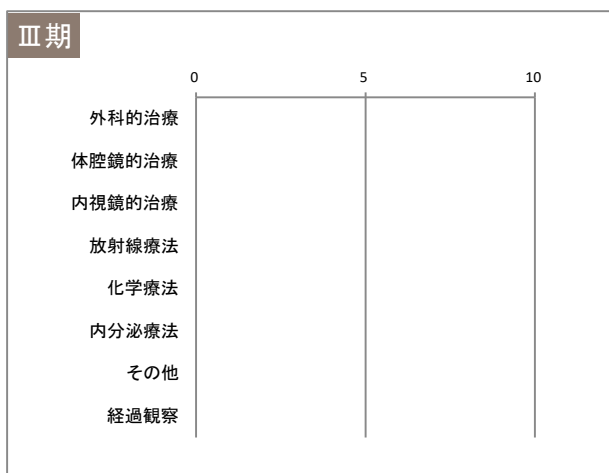 Ⅲ期
0 5 10
外科的治療
体腔鏡的治療
内視鏡的治療
放射線療法
化学療法
内分泌療法
その他
経過観察